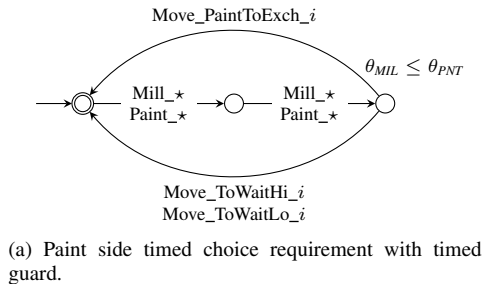 Move_PaintToExch_i
θ_MIL ≤ θ_PNT
Mill_⋆ Mill_⋆
Paint_⋆ Paint_⋆
Move_ToWaitHi_i
Move_ToWaitLo_i
(a) Paint side timed choice requirement with timed
guard.